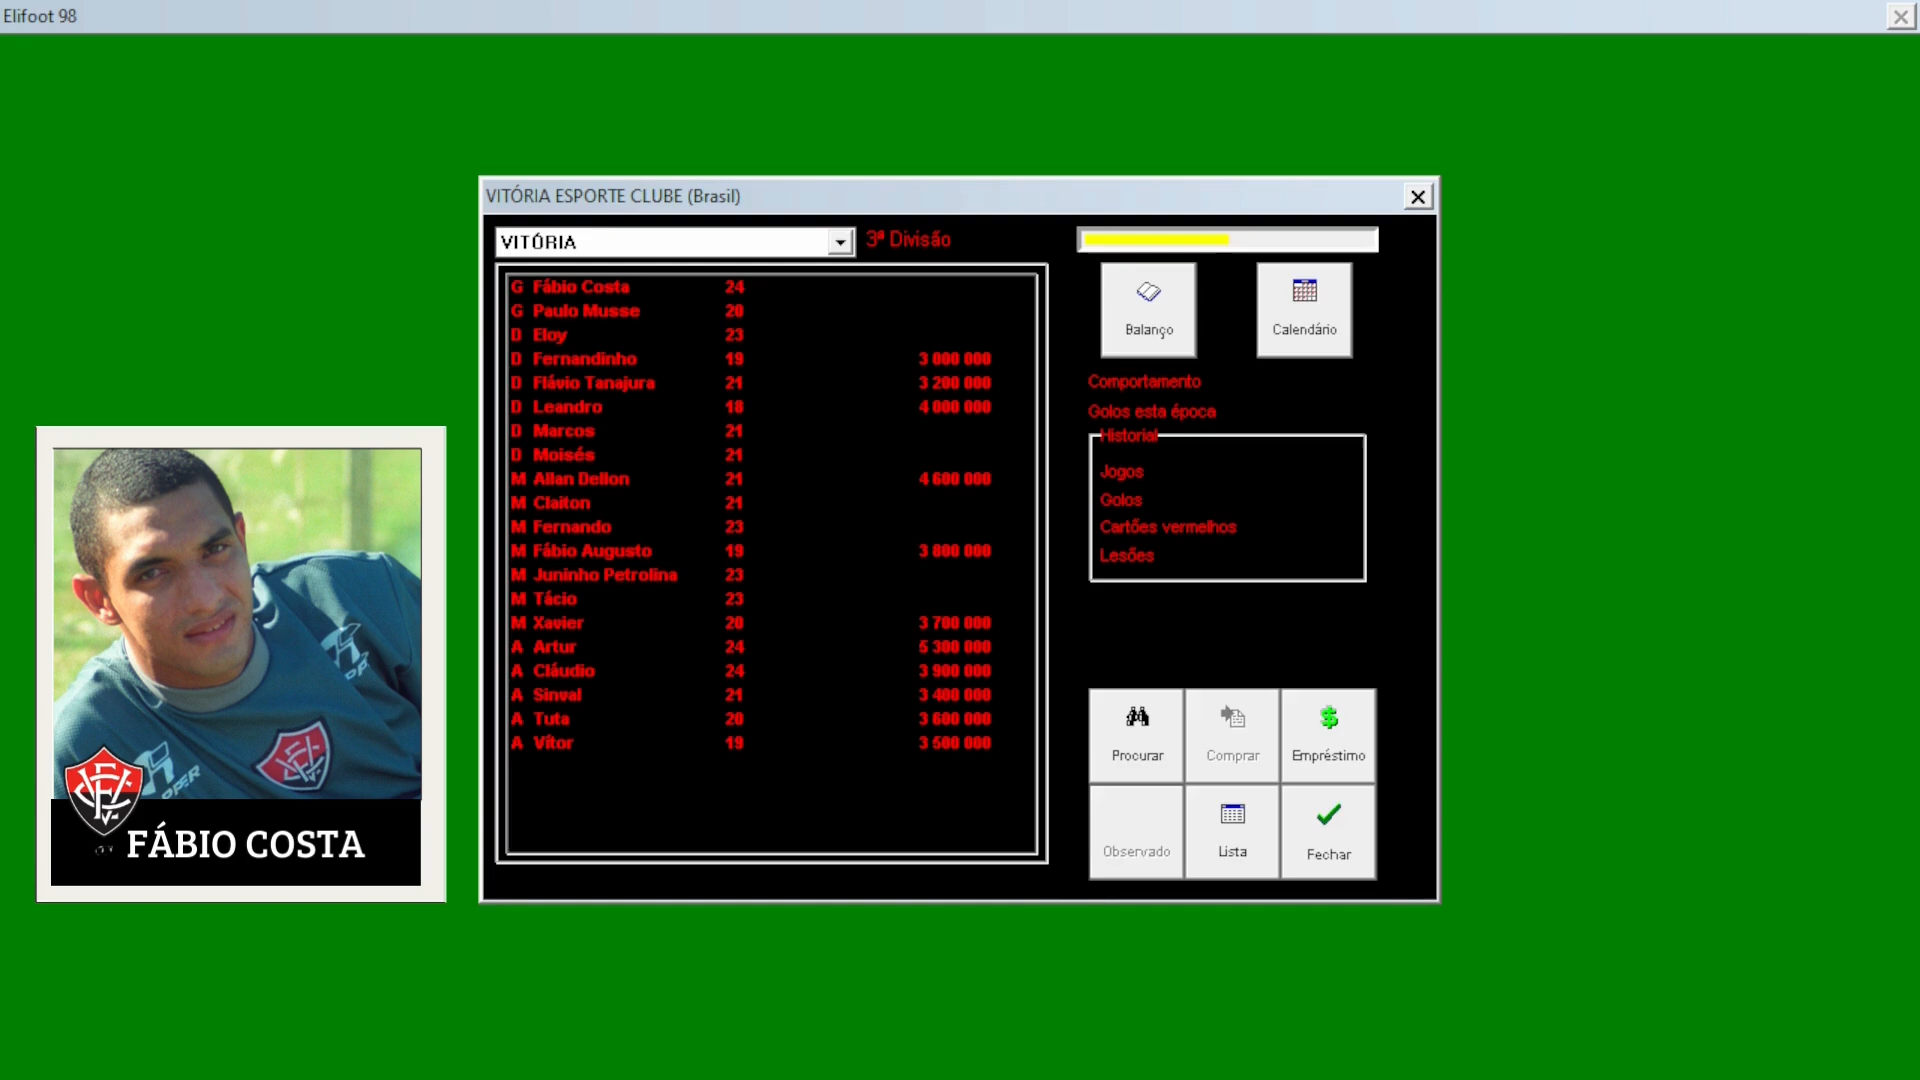 Elifoot 98
VITÓRIA ESPORTE CLUBE (Brasil)
VITÓRIA
3ª Divisão
G Fábio Costa 24
G Paulo Musse 20
D Eloy 23
D Fernandinho 19 3 000 000
D Flávio Tanajura 21 3 200 000
D Leandro 18 4 000 000
D Marcos 21
D Moisés 21
M Allan Dellon 21 4 600 000
M Claiton 21
M Fernando 23
M Fábio Augusto 19 3 800 000
M Juninho Petrolina 23
M Tácio 23
M Xavier 20 3 700 000
A Artur 24 5 300 000
A Cláudio 24 3 900 000
A Sinval 21 3 400 000
A Tuta 20 3 600 000
A Vítor 19 3 500 000
Balanço
Calendário
Comportamento
Golos esta época
Historial
Jogos
Golos
Cartões vermelhos
Lesões
Procurar
Comprar
Empréstimo
Observado
Lista
Fechar
FÁBIO COSTA